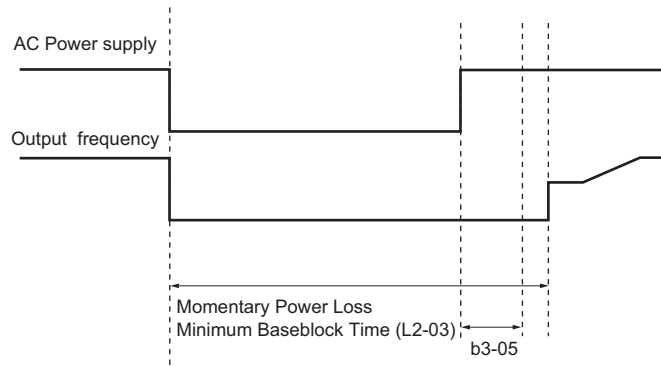 AC Power supply
Output frequency
Momentary Power Loss
Minimum Baseblock Time (L2-03)
b3-05